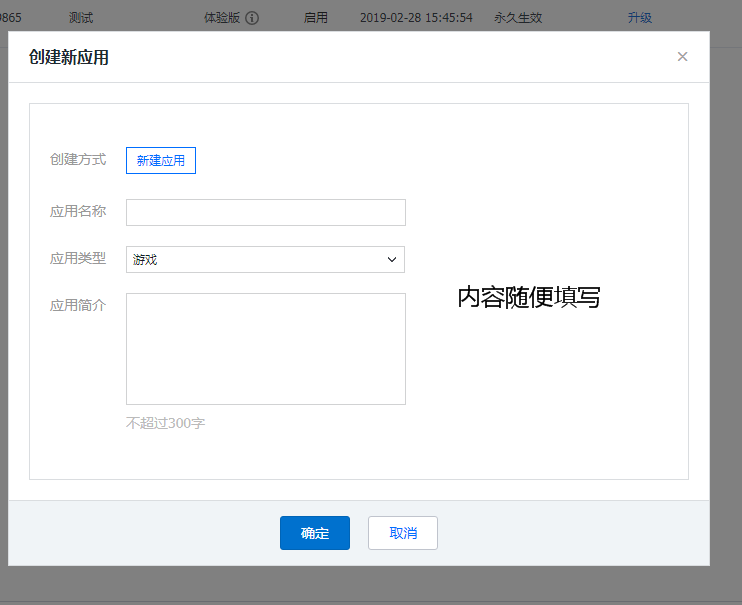 9865 测试 体验版 启用 2019-02-28 15:45:54 永久生效 升级
创建新应用
创建方式 新建应用
应用名称
应用类型 游戏
应用简介
内容随便填写
不超过300字
确定 取消